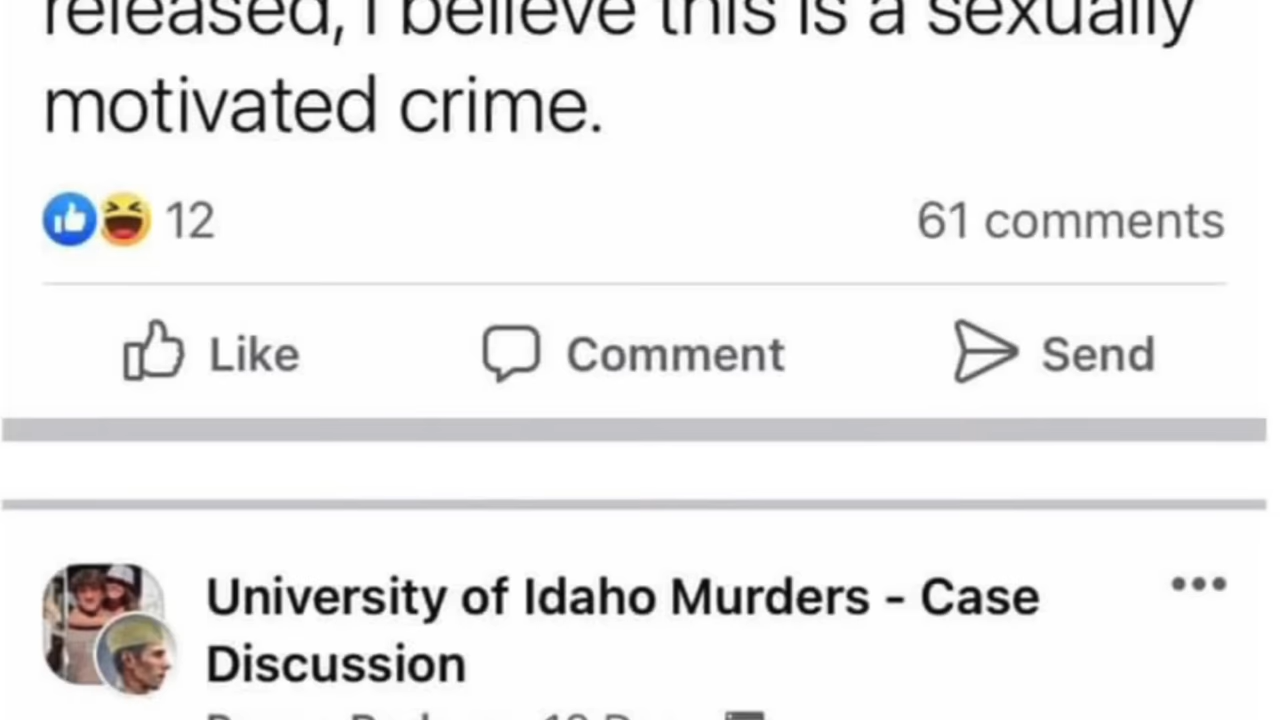 released, I believe this is a sexually
motivated crime.
12
61 comments
Like
Comment
Send
University of Idaho Murders - Case
Discussion